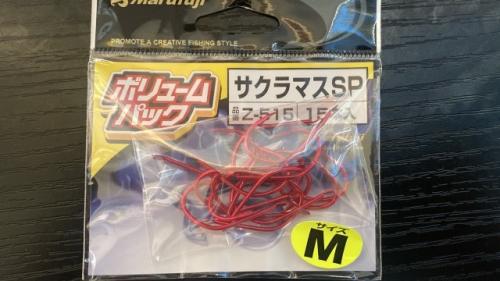 Marufuji
PROMOTE A CREATIVE FISHING STYLE
ボリューム
パック
サクラマスSP
品番 Z-515 15本入
サイズ
M